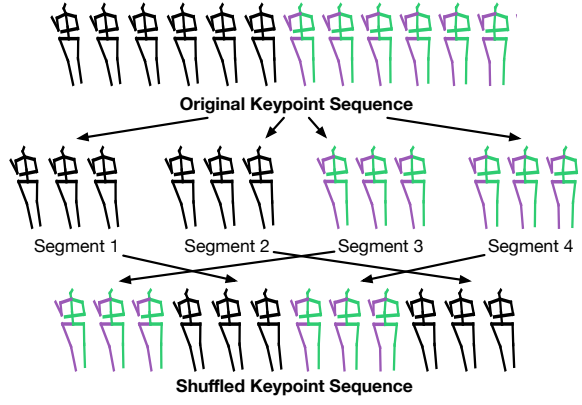 Original Keypoint Sequence
Segment 1 Segment 2 Segment 3 Segment 4
Shuffled Keypoint Sequence